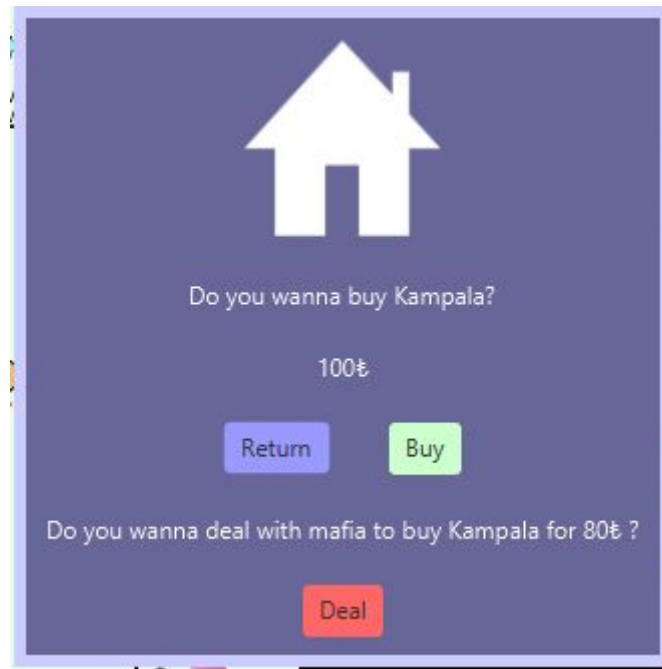 Do you wanna buy Kampala?
100₺
Return Buy
Do you wanna deal with mafia to buy Kampala for 80₺ ?
Deal